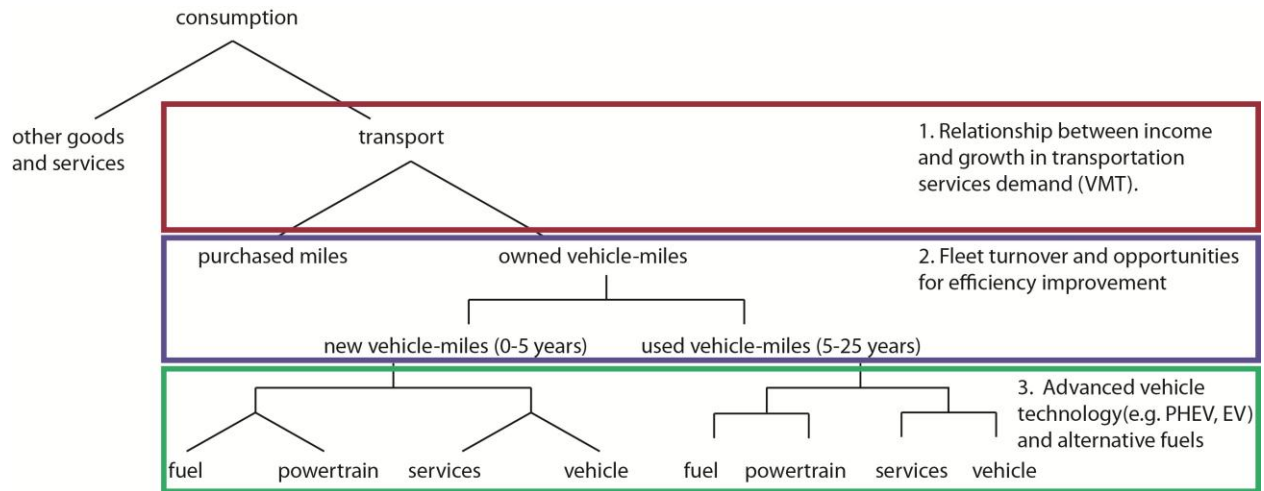 consumption
other goods
and services
transport
1. Relationship between income
and growth in transportation
services demand (VMT).
purchased miles
owned vehicle-miles
2. Fleet turnover and opportunities
for efficiency improvement
new vehicle-miles (0-5 years)
used vehicle-miles (5-25 years)
3. Advanced vehicle
technology(e.g. PHEV, EV)
and alternative fuels
fuel
powertrain
services
vehicle
fuel
powertrain
services
vehicle